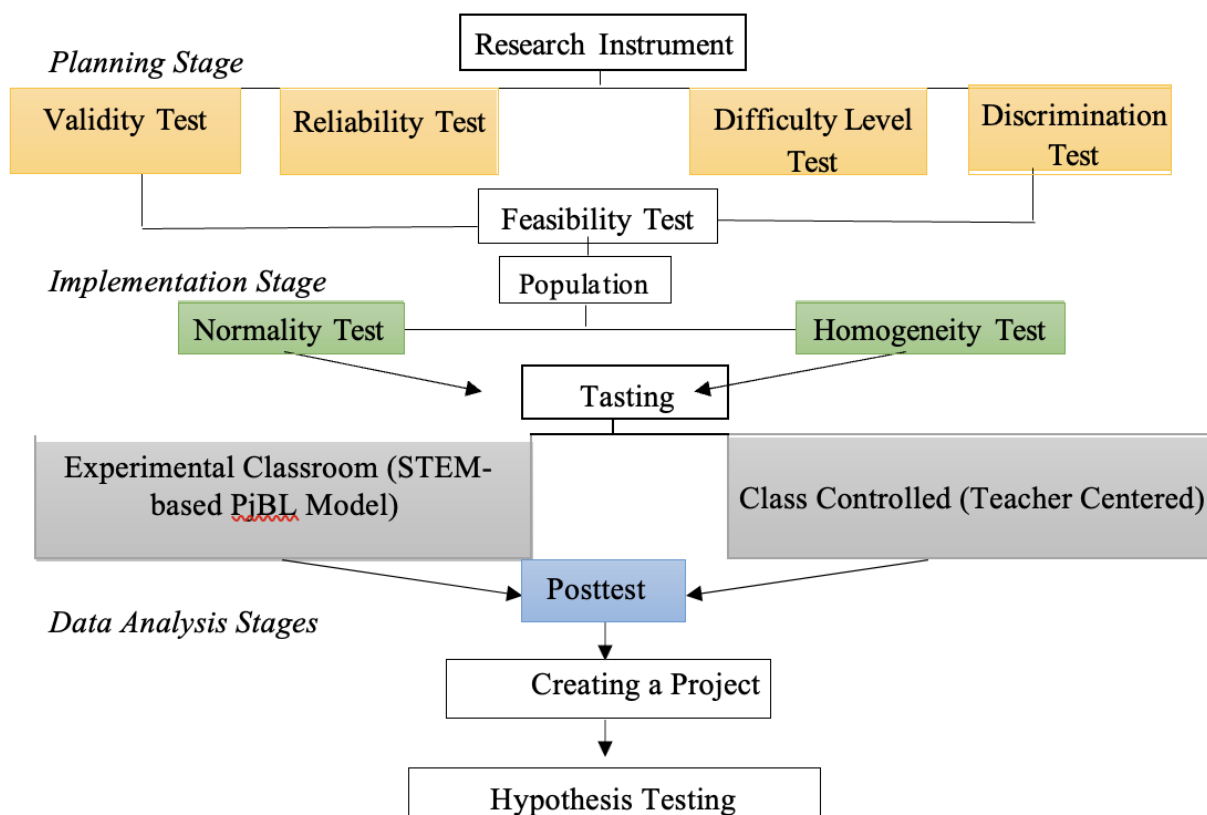 Research Instrument
Planning Stage
Validity Test
Reliability Test
Difficulty Level
Test
Discrimination
Test
Feasibility Test
Implementation Stage
Population
Normality Test
Homogeneity Test
Tasting
Experimental Classroom (STEM-
based PjBL Model)
Class Controlled (Teacher Centered)
Posttest
Data Analysis Stages
Creating a Project
Hypothesis Testing